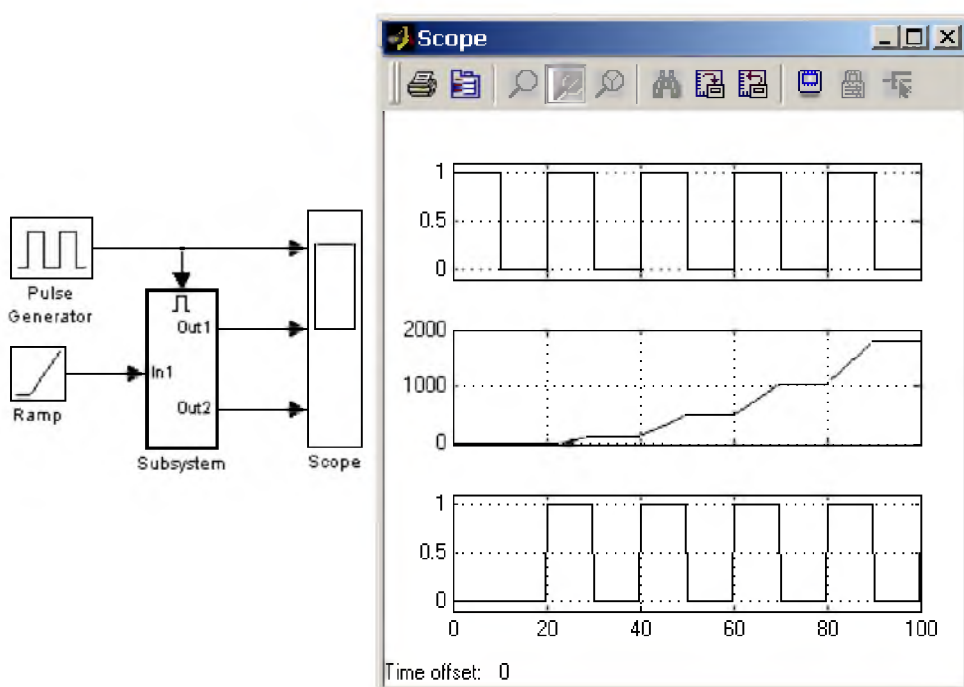 Pulse
Generator
Ramp
In1
Out1
Out2
Subsystem
Scope
Scope
1
0.5
0
2000
1000
0
1
0.5
0
0 20 40 60 80 100
Time offset: 0